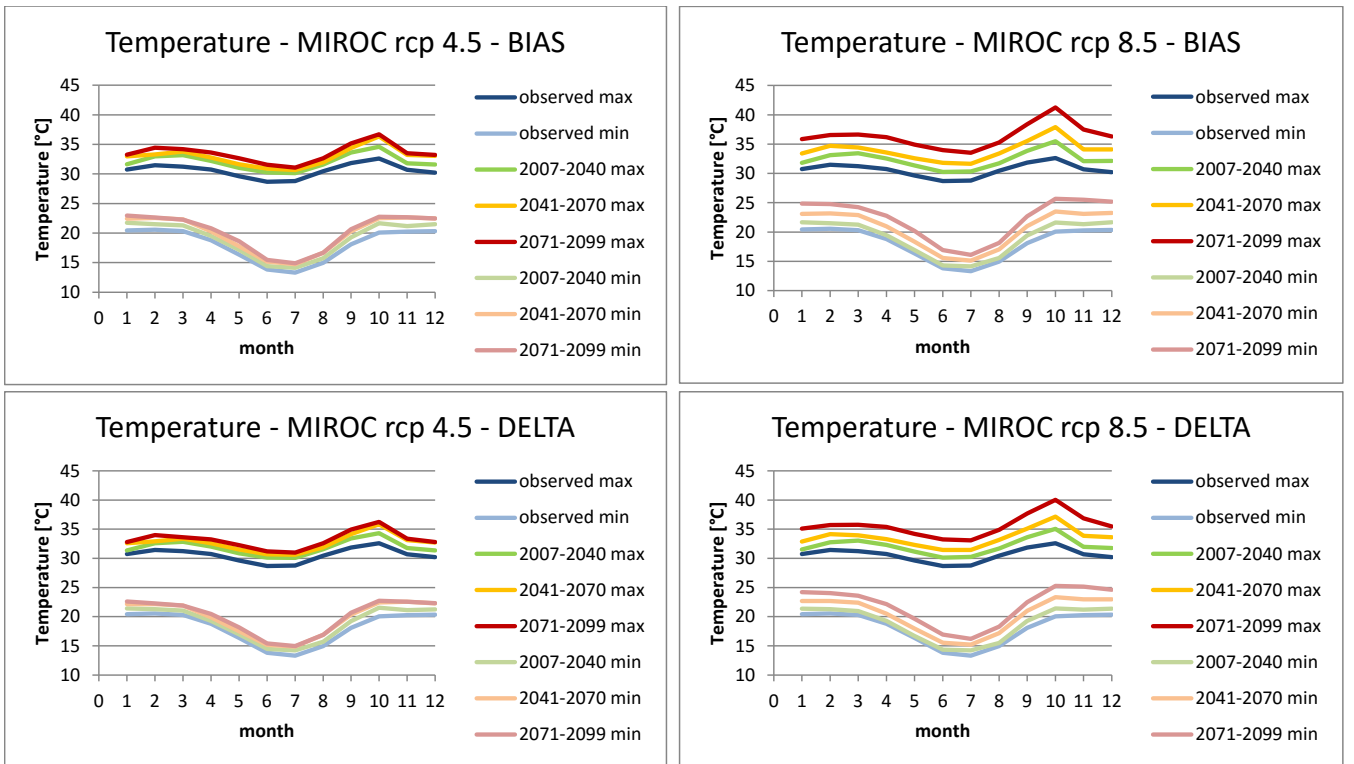 Temperature - MIROC rcp 4.5 - BIAS
Temperature [°C]
45
40
35
30
25
20
15
10
0 1 2 3 4 5 6 7 8 9 10 11 12
month
observed max
observed min
2007-2040 max
2041-2070 max
2071-2099 max
2007-2040 min
2041-2070 min
2071-2099 min
Temperature - MIROC rcp 8.5 - BIAS
Temperature [°C]
45
40
35
30
25
20
15
10
0 1 2 3 4 5 6 7 8 9 10 11 12
month
observed max
observed min
2007-2040 max
2041-2070 max
2071-2099 max
2007-2040 min
2041-2070 min
2071-2099 min
Temperature - MIROC rcp 4.5 - DELTA
Temperature [°C]
45
40
35
30
25
20
15
10
0 1 2 3 4 5 6 7 8 9 10 11 12
month
observed max
observed min
2007-2040 max
2041-2070 max
2071-2099 max
2007-2040 min
2041-2070 min
2071-2099 min
Temperature - MIROC rcp 8.5 - DELTA
Temperature [°C]
45
40
35
30
25
20
15
10
0 1 2 3 4 5 6 7 8 9 10 11 12
month
observed max
observed min
2007-2040 max
2041-2070 max
2071-2099 max
2007-2040 min
2041-2070 min
2071-2099 min